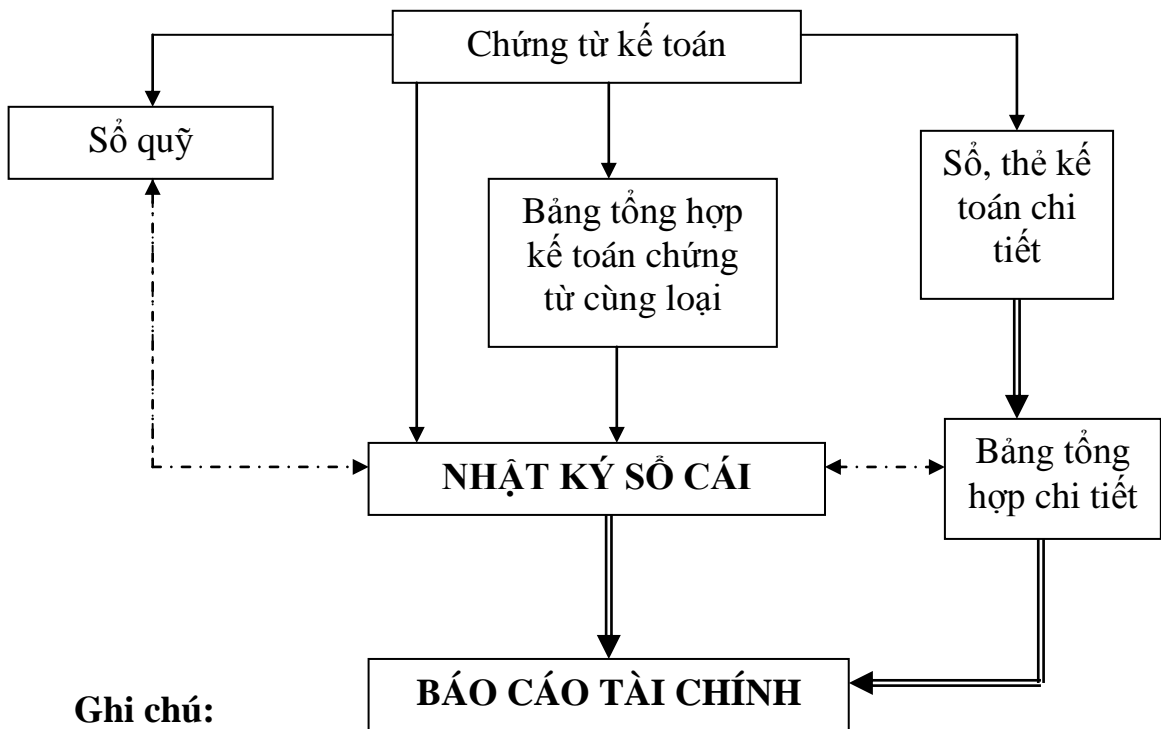 Chứng từ kế toán
Sổ quỹ
Bảng tổng hợp
kế toán chứng
từ cùng loại
Sổ, thẻ kế
toán chi
tiết
NHẬT KÝ SỔ CÁI
Bảng tổng
hợp chi tiết
BÁO CÁO TÀI CHÍNH
Ghi chú: